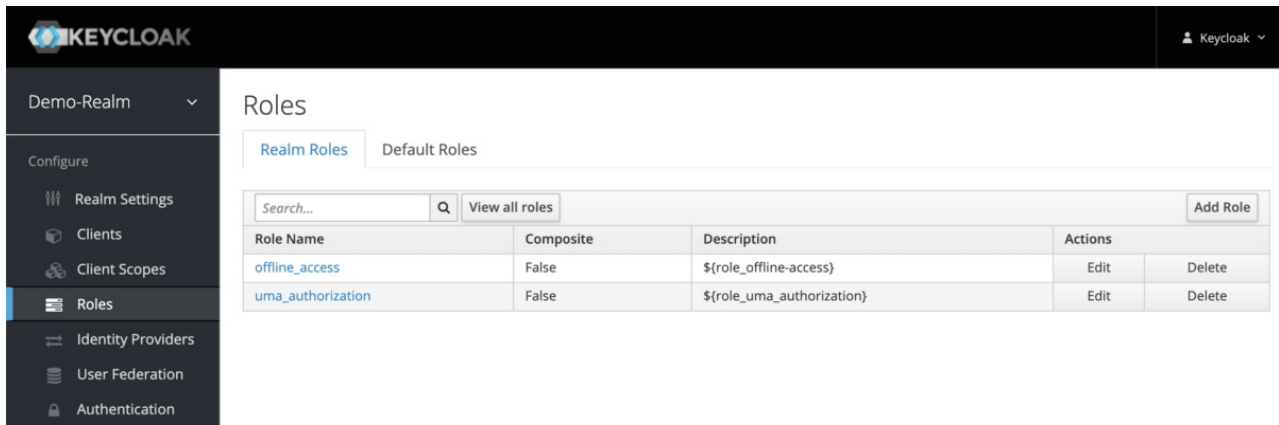 KEYCLOAK
Keycloak
Demo-Realm
Roles
Realm Roles Default Roles
Configure
Realm Settings
Clients
Client Scopes
Roles
Identity Providers
User Federation
Authentication
Search... View all roles Add Role
Role Name Composite Description Actions
offline_access False ${role_offline-access} Edit Delete
uma_authorization False ${role_uma_authorization} Edit Delete